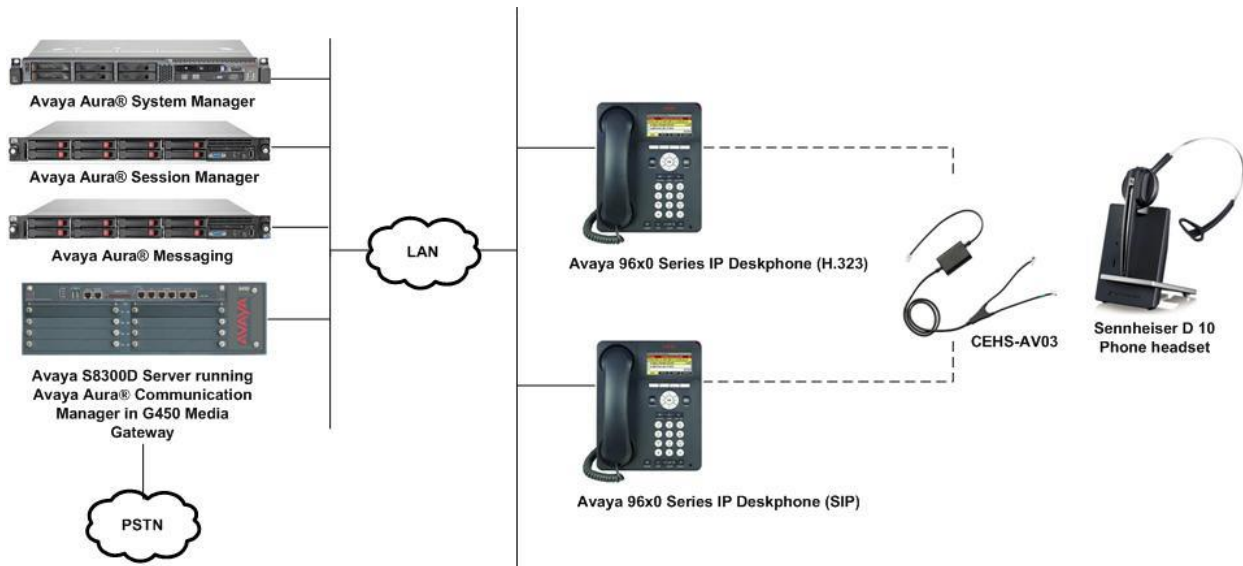 Avaya Aura® System Manager
Avaya Aura® Session Manager
Avaya Aura® Messaging
AVAYA
Avaya S8300D Server running
Avaya Aura® Communication
Manager in G450 Media
Gateway
PSTN
LAN
Avaya 96x0 Series IP Deskphone (H.323)
Avaya 96x0 Series IP Deskphone (SIP)
CEHS-AV03
Sennheiser D 10
Phone headset